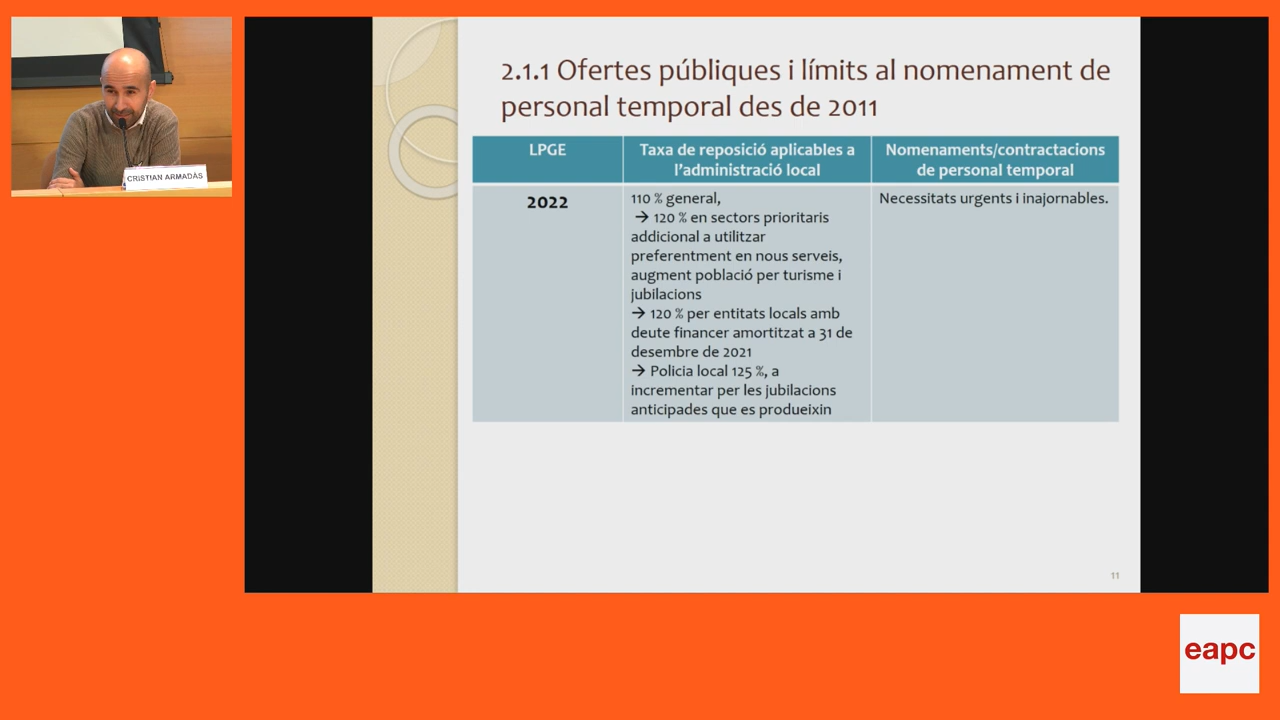 CRISTIAN ARMADÀS
2.1.1 Ofertes públiques i límits al nomenament de
personal temporal des de 2011
LPGE
Taxa de reposició aplicables a
l'administració local
Nomenaments/contractacions
de personal temporal
2022
110 % general,
→ 120 % en sectors prioritaris
addicional a utilitzar
preferentment en nous serveis,
augment població per turisme i
jubilacions
→ 120 % per entitats locals amb
deute financer amortitzat a 31 de
desembre de 2021
→ Policia local 125 %, a
incrementar per les jubilacions
anticipades que es produeixin
Necessitats urgents i inajornables.
11
eapc